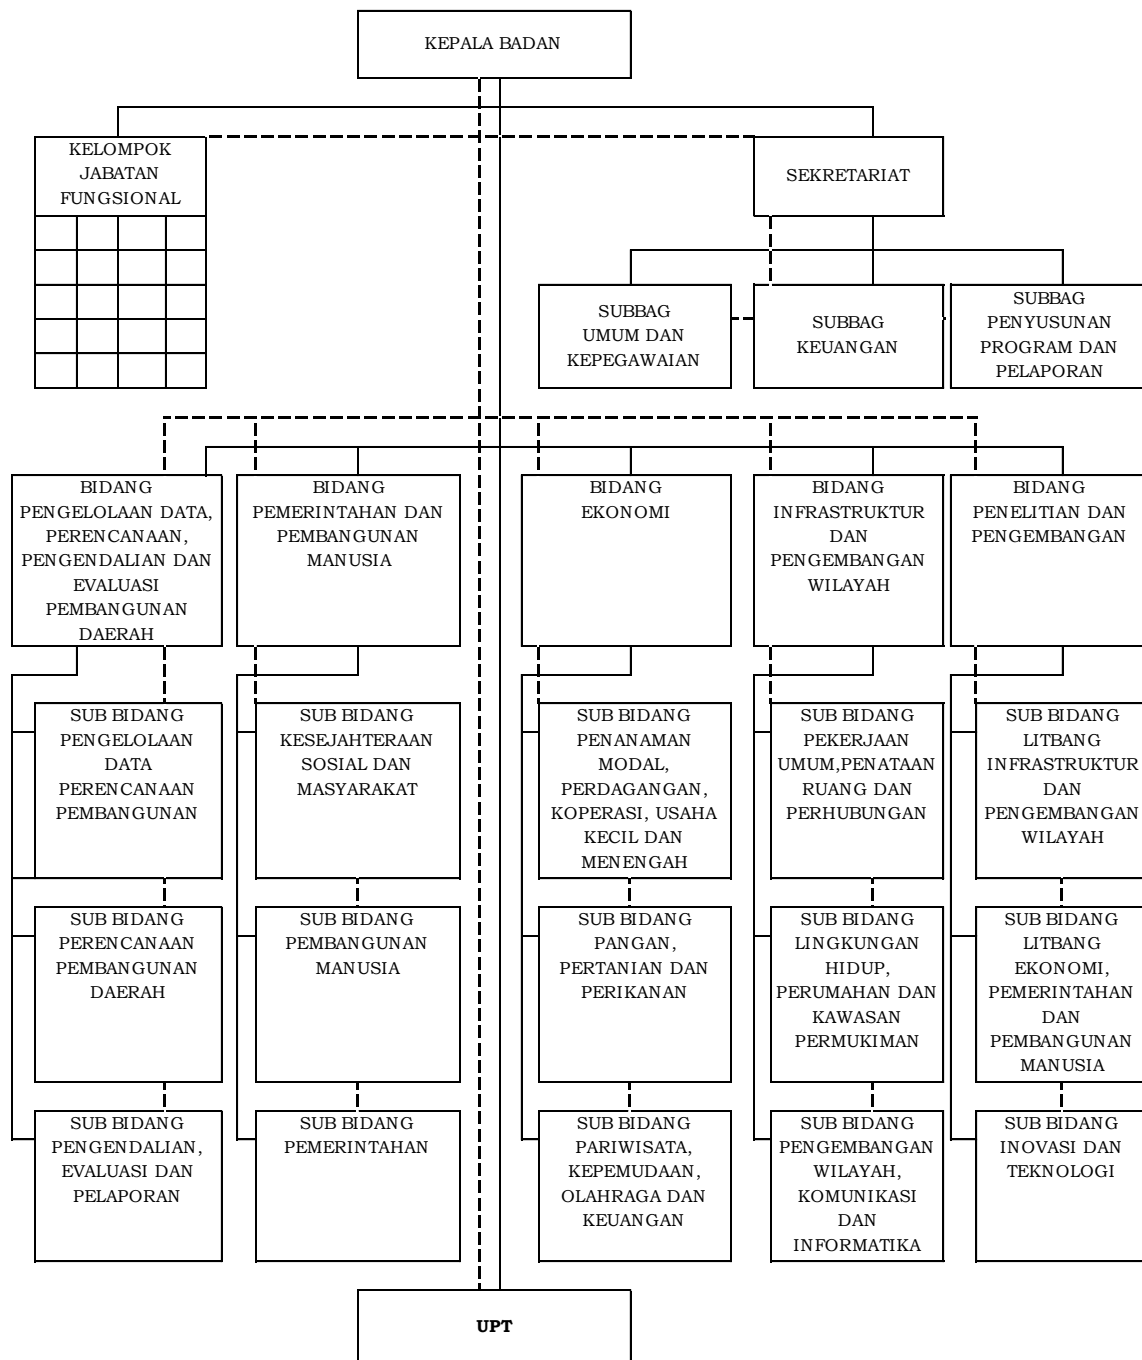 KEPALA BADAN
KELOMPOK
JABATAN
FUNGSIONAL
SEKRETARIAT
SUBBAG
UMUM DAN
KEPEGAWAIAN
SUBBAG
KEUANGAN
SUBBAG
PENYUSUNAN
PROGRAM DAN
PELAPORAN
BIDANG
PENGELOLAAN DATA,
PERENCANAAN,
PENGENDALIAN DAN
EVALUASI
PEMBANGUNAN
DAERAH
BIDANG
PEMERINTAHAN DAN
PEMBANGUNAN
MANUSIA
BIDANG
EKONOMI
BIDANG
INFRASTRUKTUR
DAN
PENGEMBANGAN
WILAYAH
BIDANG
PENELITIAN DAN
PENGEMBANGAN
SUB BIDANG
PENGELOLAAN
DATA
PERENCANAAN
PEMBANGUNAN
SUB BIDANG
KESEJAHTERAAN
SOSIAL DAN
MASYARAKAT
SUB BIDANG
PENANAMAN
MODAL,
PERDAGANGAN,
KOPERASI, USAHA
KECIL DAN
MENENGAH
SUB BIDANG
PEKERJAAN
UMUM,PENATAAN
RUANG DAN
PERHUBUNGAN
SUB BIDANG
LITBANG
INFRASTRUKTUR
DAN
PENGEMBANGAN
WILAYAH
SUB BIDANG
PERENCANAAN
PEMBANGUNAN
DAERAH
SUB BIDANG
PEMBANGUNAN
MANUSIA
SUB BIDANG
PANGAN,
PERTANIAN DAN
PERIKANAN
SUB BIDANG
LINGKUNGAN
HIDUP,
PERUMAHAN DAN
KAWASAN
PERMUKIMAN
SUB BIDANG
LITBANG
EKONOMI,
PEMERINTAHAN
DAN
PEMBANGUNAN
MANUSIA
SUB BIDANG
PENGENDALIAN,
EVALUASI DAN
PELAPORAN
SUB BIDANG
PEMERINTAHAN
SUB BIDANG
PARIWISATA,
KEPEMUDAAN,
OLAHRAGA DAN
KEUANGAN
SUB BIDANG
PENGEMBANGAN
WILAYAH,
KOMUNIKASI
DAN
INFORMATIKA
SUB BIDANG
INOVASI DAN
TEKNOLOGI
UPT